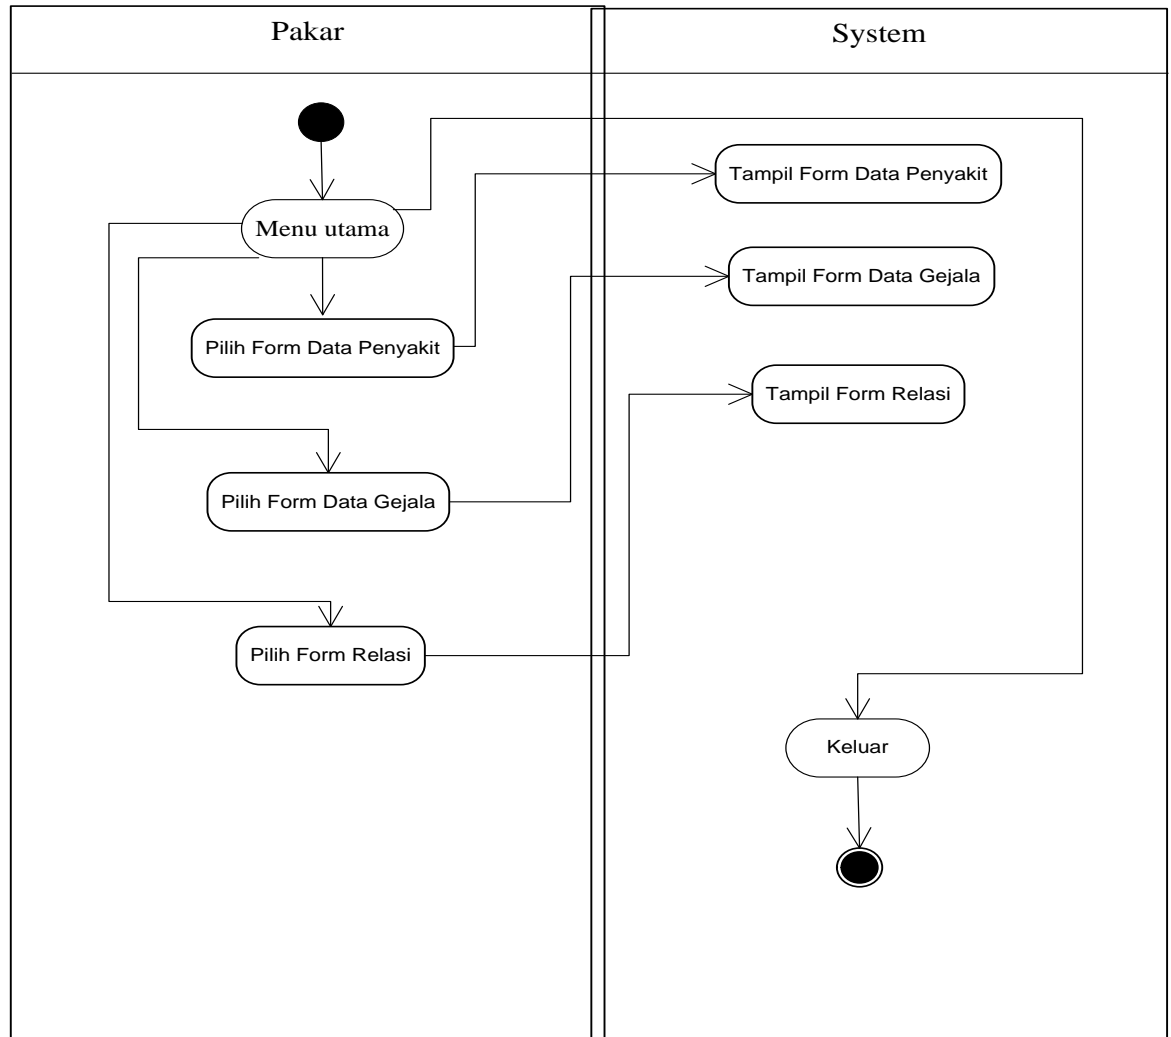 Pakar
System
Tampil Form Data Penyakit
Menu utama
Tampil Form Data Gejala
Pilih Form Data Penyakit
Tampil Form Relasi
Pilih Form Data Gejala
Pilih Form Relasi
Keluar